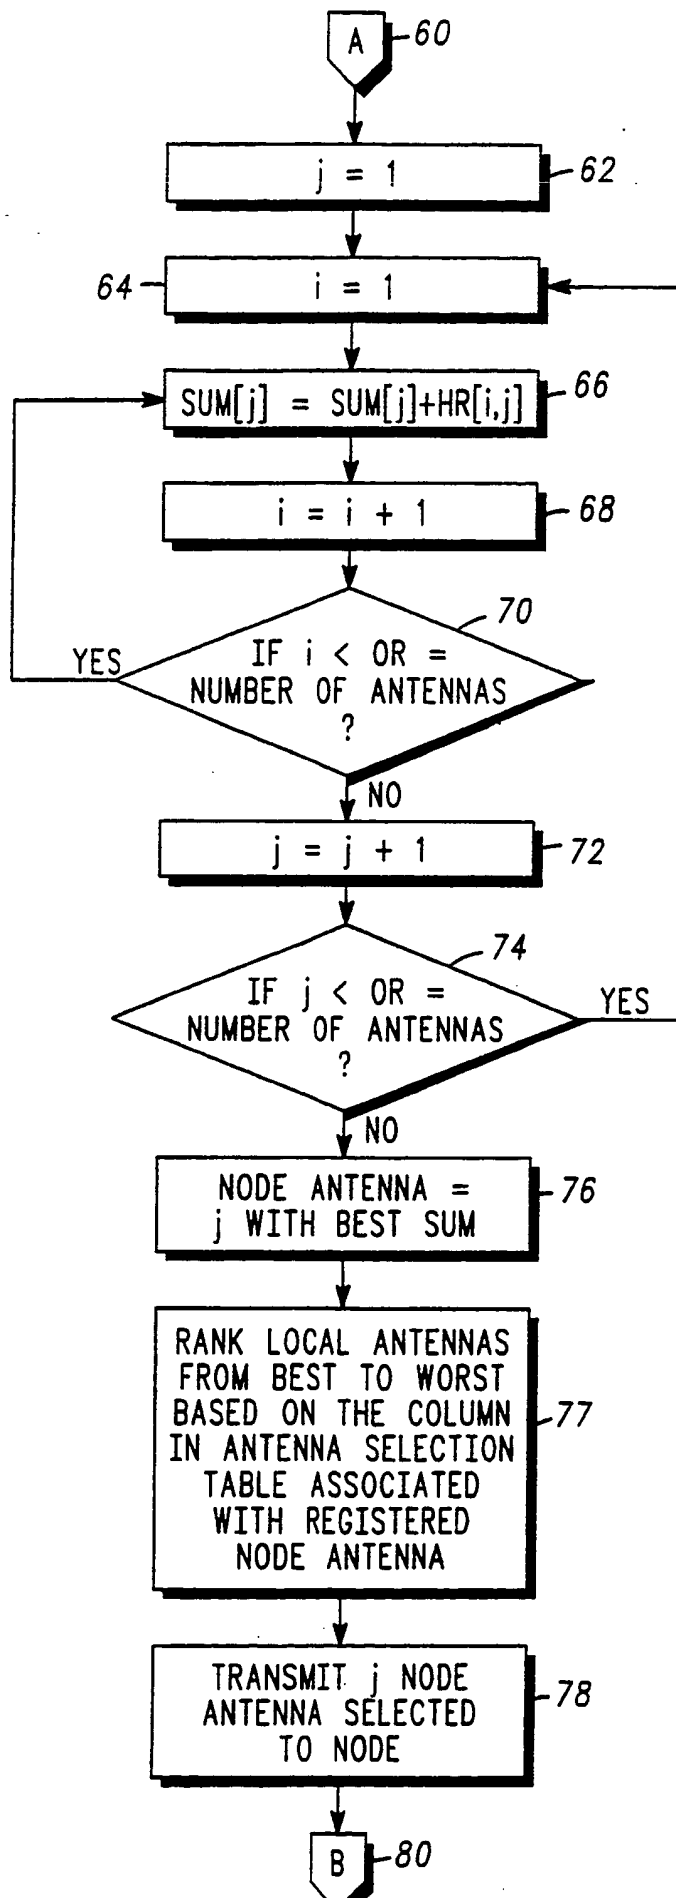 A
60
j = 1
62
64
i = 1
SUM[j] = SUM[j]+HR[i,j]
66
i = i + 1
68
70
YES
IF i < OR =
NUMBER OF ANTENNAS
?
NO
j = j + 1
72
74
IF j < OR =
NUMBER OF ANTENNAS
?
YES
NO
NODE ANTENNA =
j WITH BEST SUM
76
RANK LOCAL ANTENNAS
FROM BEST TO WORST
BASED ON THE COLUMN
IN ANTENNA SELECTION
TABLE ASSOCIATED
WITH REGISTERED
NODE ANTENNA
77
TRANSMIT j NODE
ANTENNA SELECTED
TO NODE
78
B
80